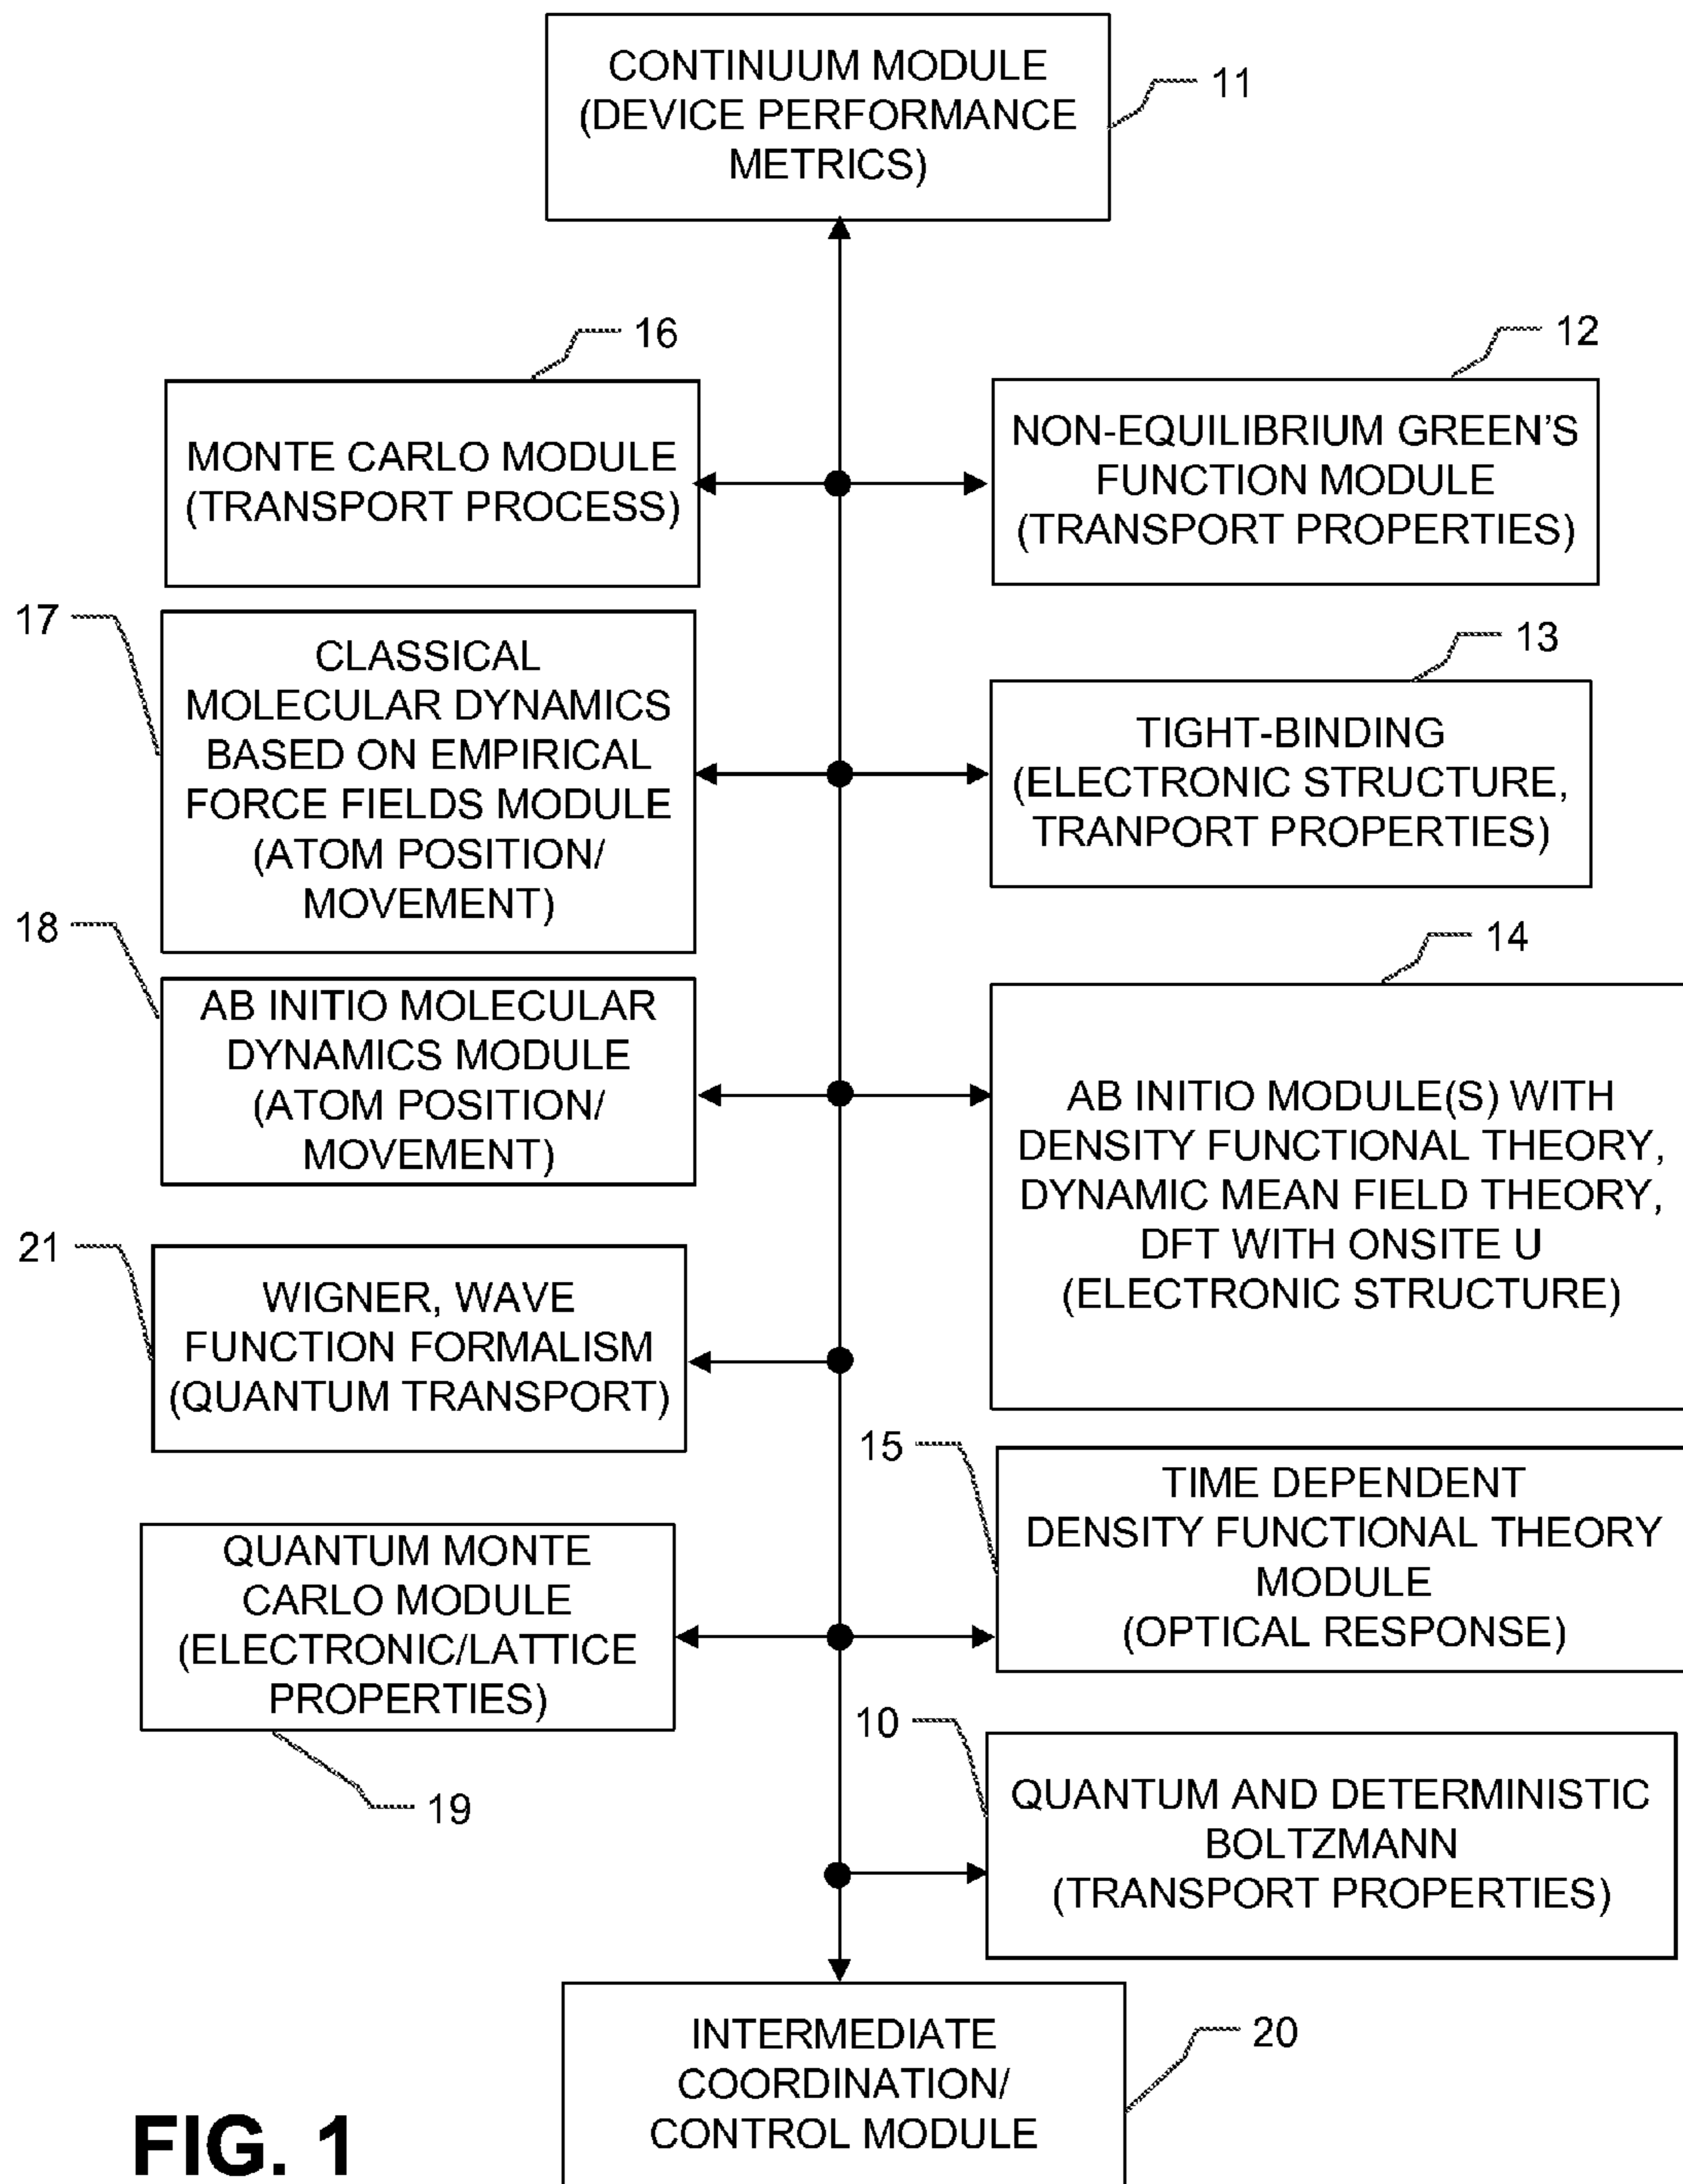 CONTINUUM MODULE
(DEVICE PERFORMANCE
METRICS)
11
16
MONTE CARLO MODULE
(TRANSPORT PROCESS)
12
NON-EQUILIBRIUM GREEN'S
FUNCTION MODULE
(TRANSPORT PROPERTIES)
17
CLASSICAL
MOLECULAR DYNAMICS
BASED ON EMPIRICAL
FORCE FIELDS MODULE
(ATOM POSITION/
MOVEMENT)
13
TIGHT-BINDING
(ELECTRONIC STRUCTURE,
TRANPORT PROPERTIES)
18
AB INITIO MOLECULAR
DYNAMICS MODULE
(ATOM POSITION/
MOVEMENT)
14
AB INITIO MODULE(S) WITH
DENSITY FUNCTIONAL THEORY,
DYNAMIC MEAN FIELD THEORY,
DFT WITH ONSITE U
(ELECTRONIC STRUCTURE)
21
WIGNER, WAVE
FUNCTION FORMALISM
(QUANTUM TRANSPORT)
15
TIME DEPENDENT
DENSITY FUNCTIONAL THEORY
MODULE
(OPTICAL RESPONSE)
QUANTUM MONTE
CARLO MODULE
(ELECTRONIC/LATTICE
PROPERTIES)
19
10
QUANTUM AND DETERMINISTIC
BOLTZMANN
(TRANSPORT PROPERTIES)
INTERMEDIATE
COORDINATION/
CONTROL MODULE
20
FIG. 1